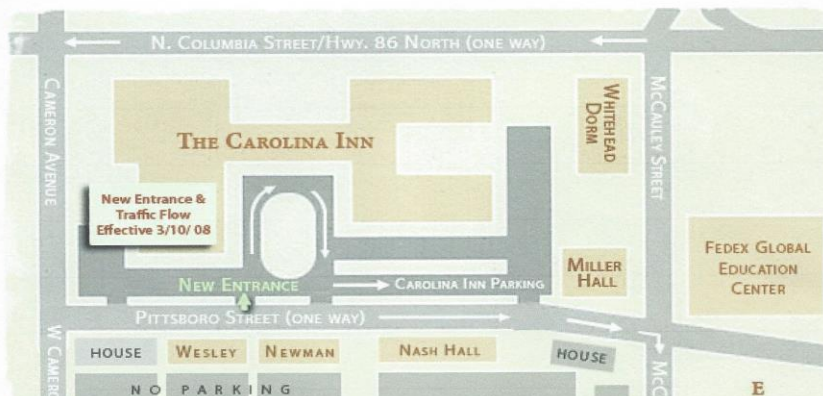 N. COLUMBIA STREET/HWY. 86 NORTH (ONE WAY)
CAMERON AVENUE
THE CAROLINA INN
WHITEHEAD
DORM
MCCAULEY STREET
New Entrance &
Traffic Flow
Effective 3/10/ 08
FEDEX GLOBAL
EDUCATION
CENTER
MILLER
HALL
NEW ENTRANCE
CAROLINA INN PARKING
PITTSBORO STREET (ONE WAY)
W CAMERO
HOUSE
WESLEY
NEWMAN
NASH HALL
HOUSE
MCC
NO PARKING
E